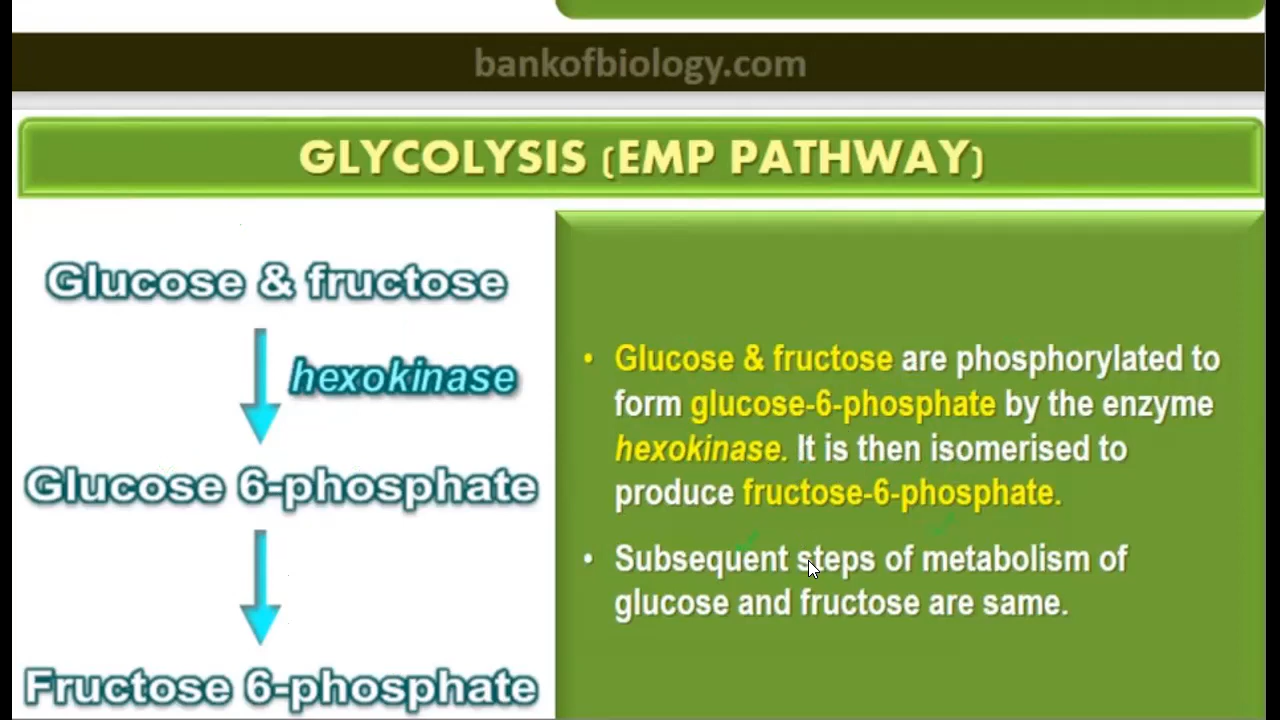 bankofbiology.com
GLYCOLYSIS (EMP PATHWAY)
Glucose & fructose
hexokinase
Glucose 6-phosphate
Fructose 6-phosphate
• Glucose & fructose are phosphorylated to
form glucose-6-phosphate by the enzyme
hexokinase. It is then isomerised to
produce fructose-6-phosphate.
• Subsequent steps of metabolism of
glucose and fructose are same.